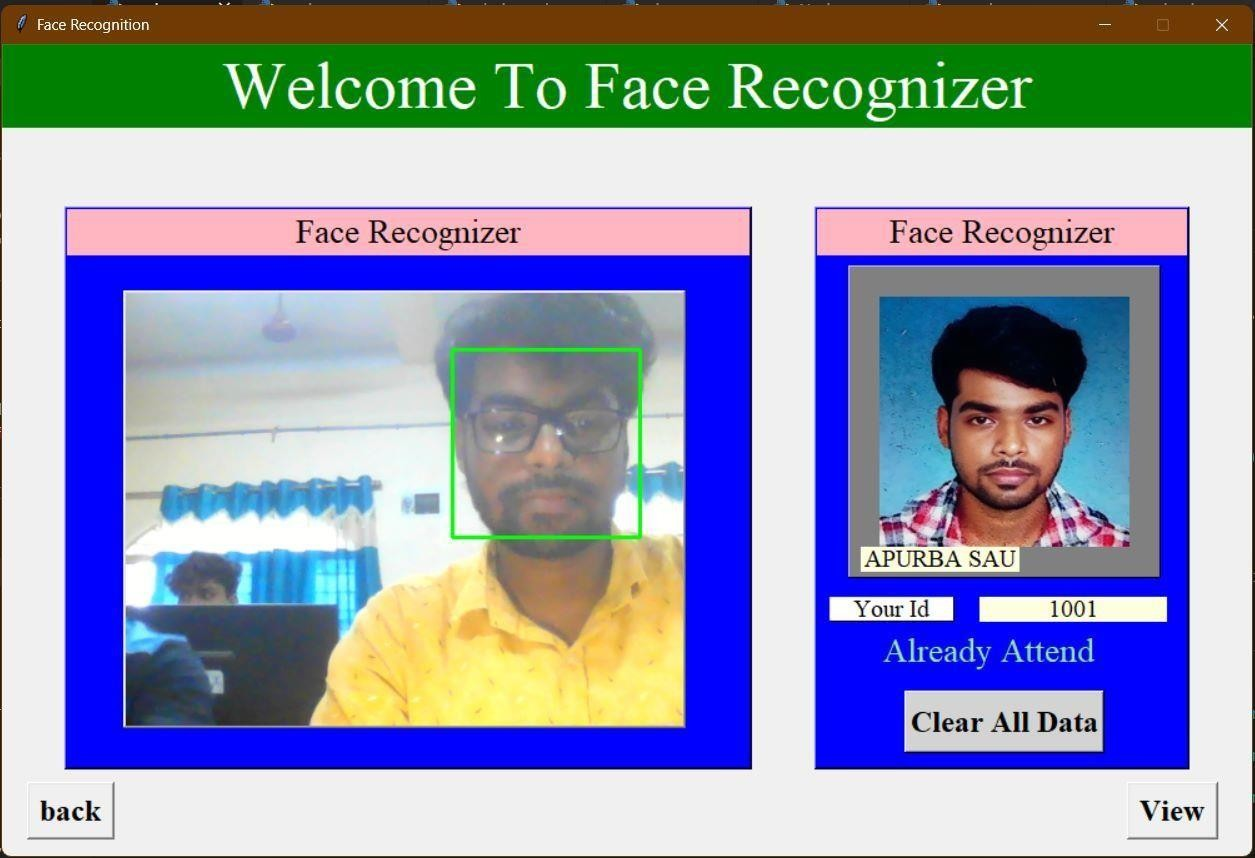 Face Recognition
Welcome To Face Recognizer
Face Recognizer
Face Recognizer
APURBA SAU
Your Id 1001
Already Attend
Clear All Data
back
View